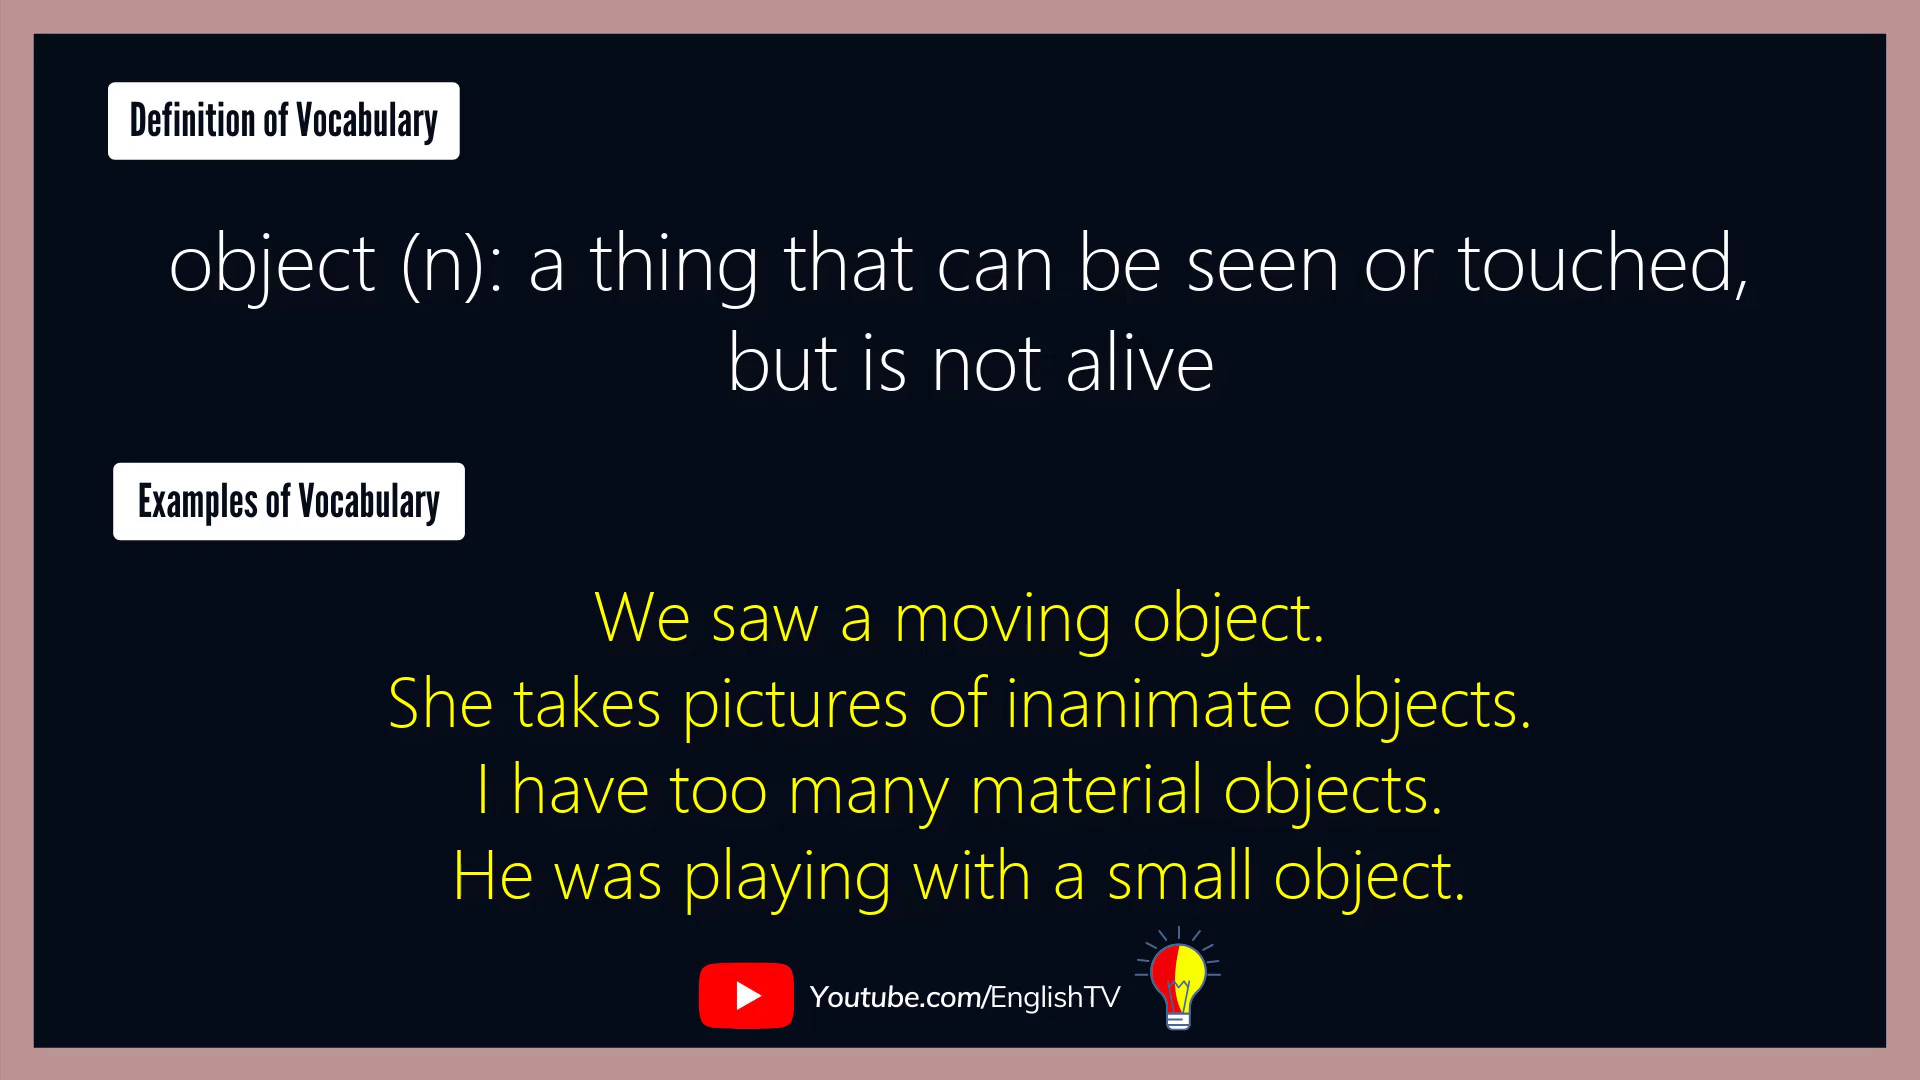 Definition of Vocabulary
object (n): a thing that can be seen or touched,
but is not alive
Examples of Vocabulary
We saw a moving object.
She takes pictures of inanimate objects.
I have too many material objects.
He was playing with a small object.
Youtube.com/EnglishTV